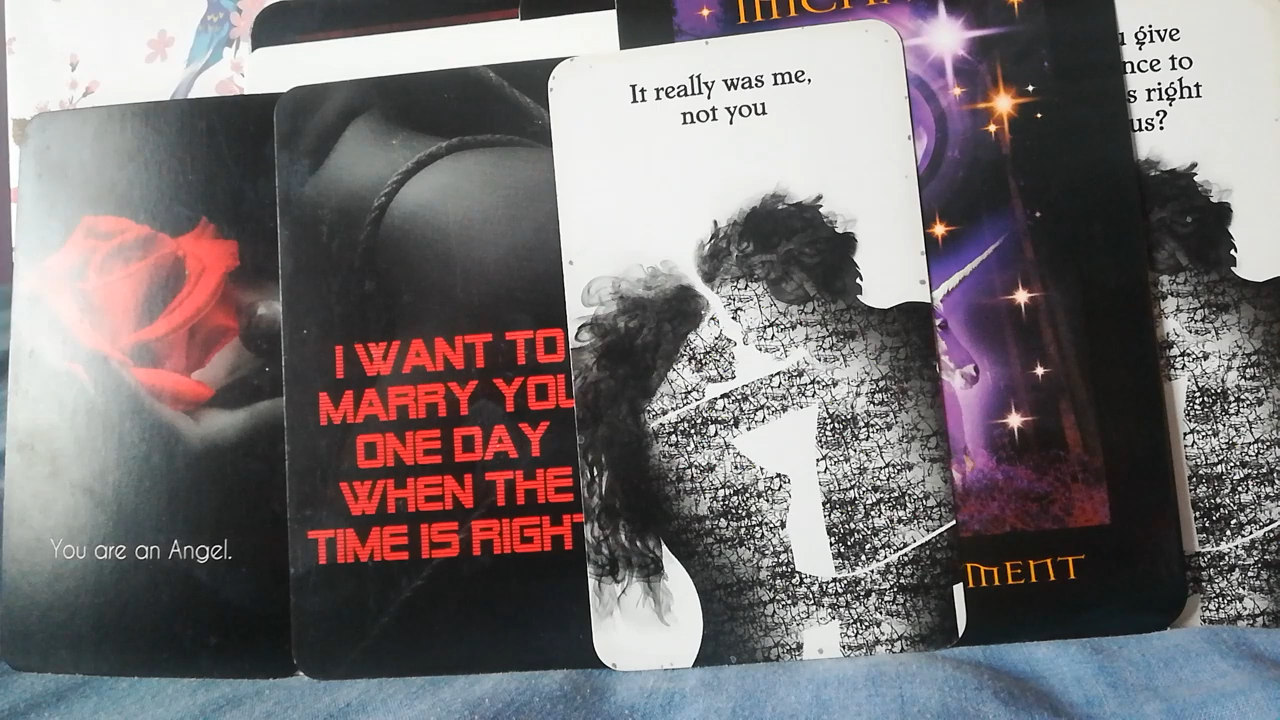 You are an Angel.
I WANT TO
MARRY YOU
ONE DAY
WHEN THE
TIME IS RIGHT
It really was me,
not you
MENT
give
nce to
s right
us?